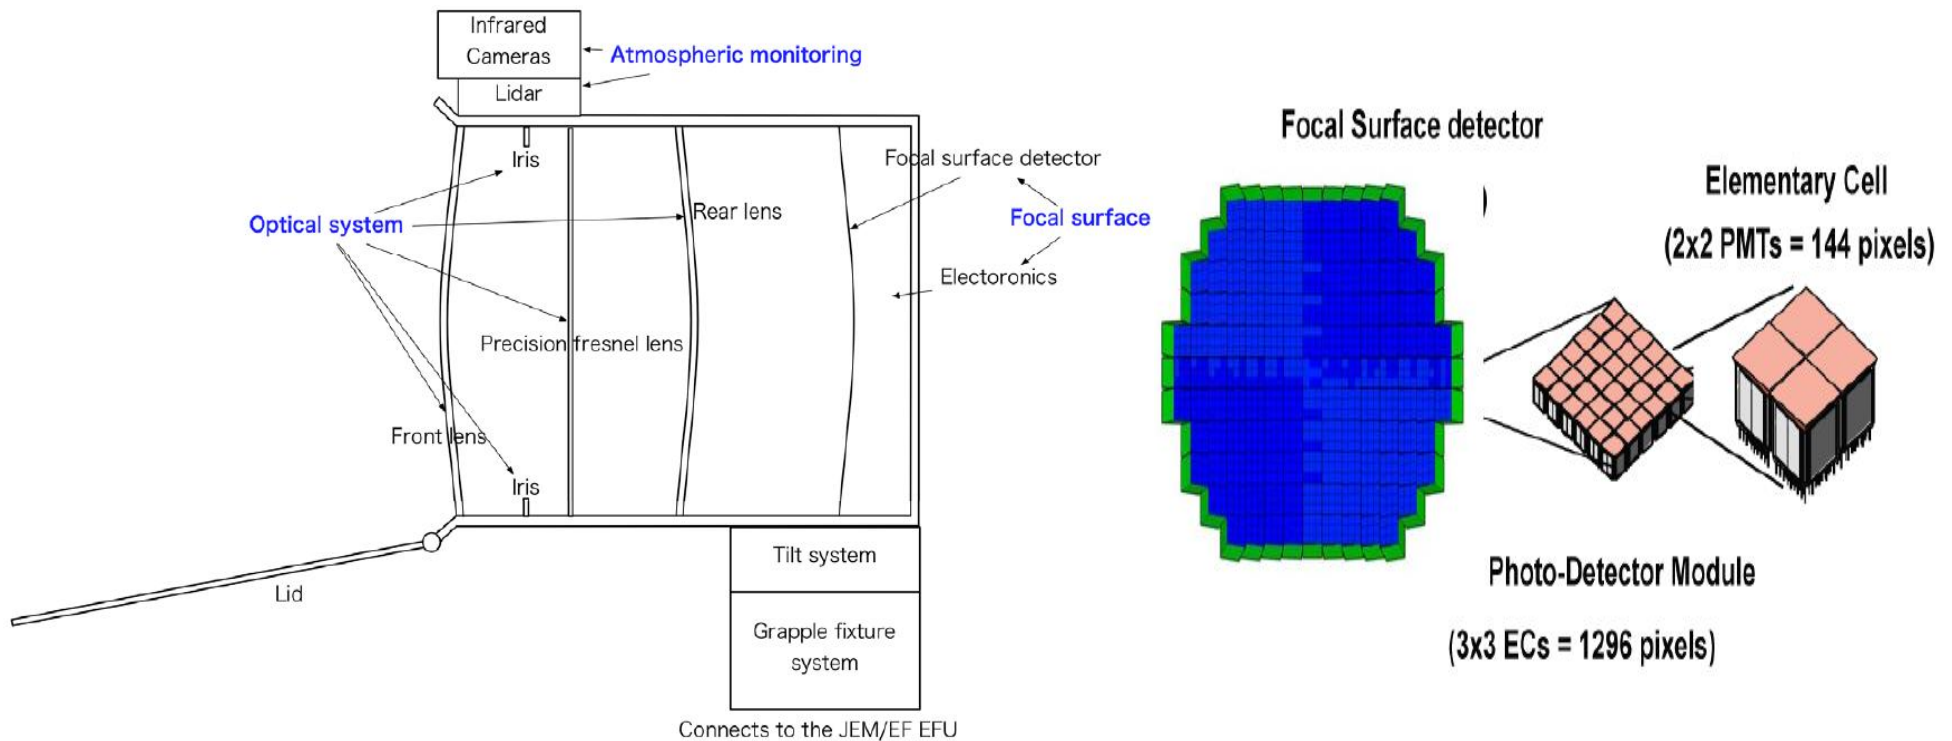 Infrared
Cameras
Lidar
Atmospheric monitoring
Iris
Focal surface detector
Rear lens
Optical system
Focal surface
Electoronics
Precision fresnel lens
Front lens
Iris
Lid
Tilt system
Grapple fixture
system
Connects to the JEM/EF EFU
Focal Surface detector
)
Elementary Cell
(2x2 PMTs = 144 pixels)
Photo-Detector Module
(3x3 ECs = 1296 pixels)